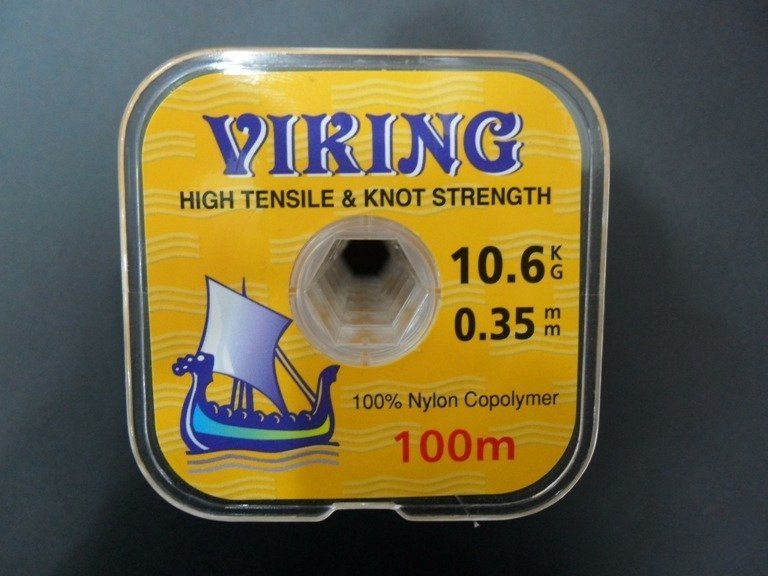 VIKING
HIGH TENSILE & KNOT STRENGTH
10.6 KG
0.35 mm
100% Nylon Copolymer
100m